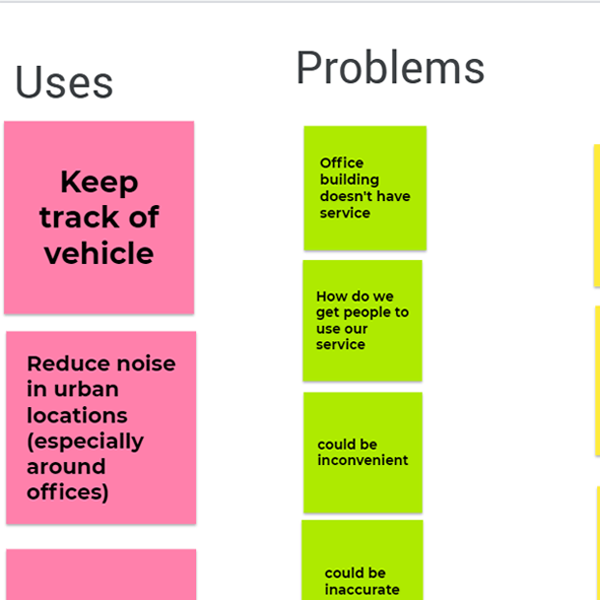 Uses
Problems
Keep
track of
vehicle
Reduce noise
in urban
locations
(especially
around
offices)
Office
building
doesn't have
service
How do we
get people to
use our
service
could be
inconvenient
could be
inaccurate